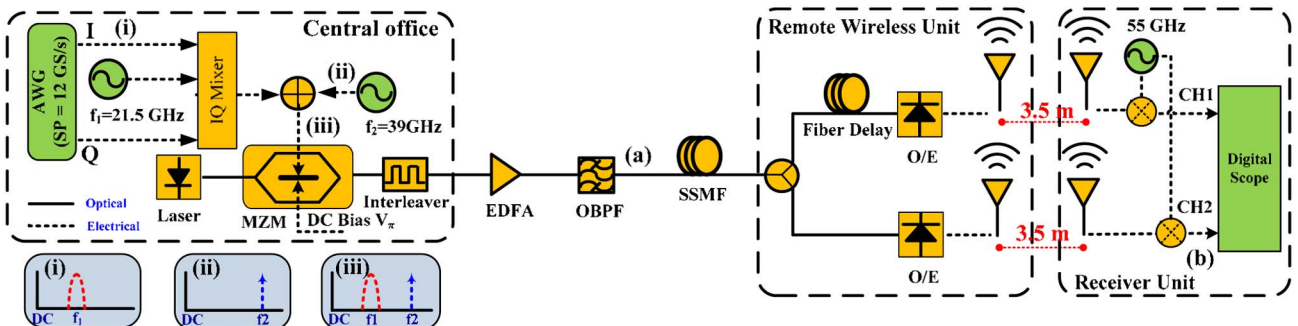 Central office
AWG
(SP = 12 GS/s)
I
(i)
Q
f₁=21.5 GHz
IQ Mixer
(ii)
(iii)
f₂=39GHz
Laser
MZM
DC Bias Vπ
Interleaver
Optical
Electrical
EDFA
OBPF
(a)
SSMF
Remote Wireless Unit
Fiber Delay
O/E
O/E
3.5 m
3.5 m
55 GHz
CH1
CH2
(b)
Digital
Scope
Receiver Unit
(i)
DC
f₁
(ii)
DC
f2
(iii)
DC
f1
f2